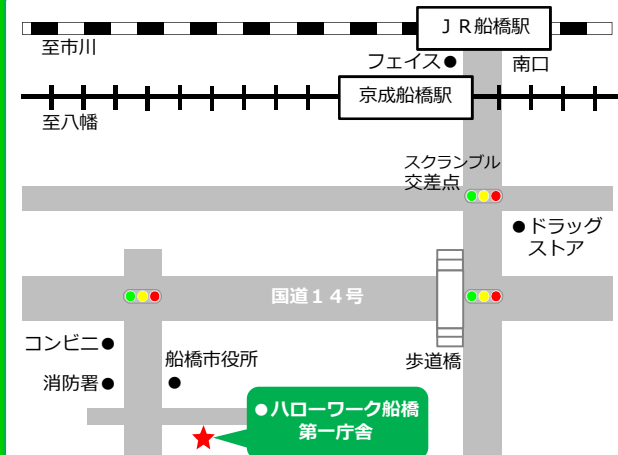 ＪＲ船橋駅
至市川
フェイス●
南口
京成船橋駅
至八幡
スクランブル
交差点
●ドラッグ
ストア
国道１４号
コンビニ●
船橋市役所
●
歩道橋
消防署●
●ハローワーク船橋
第一庁舎